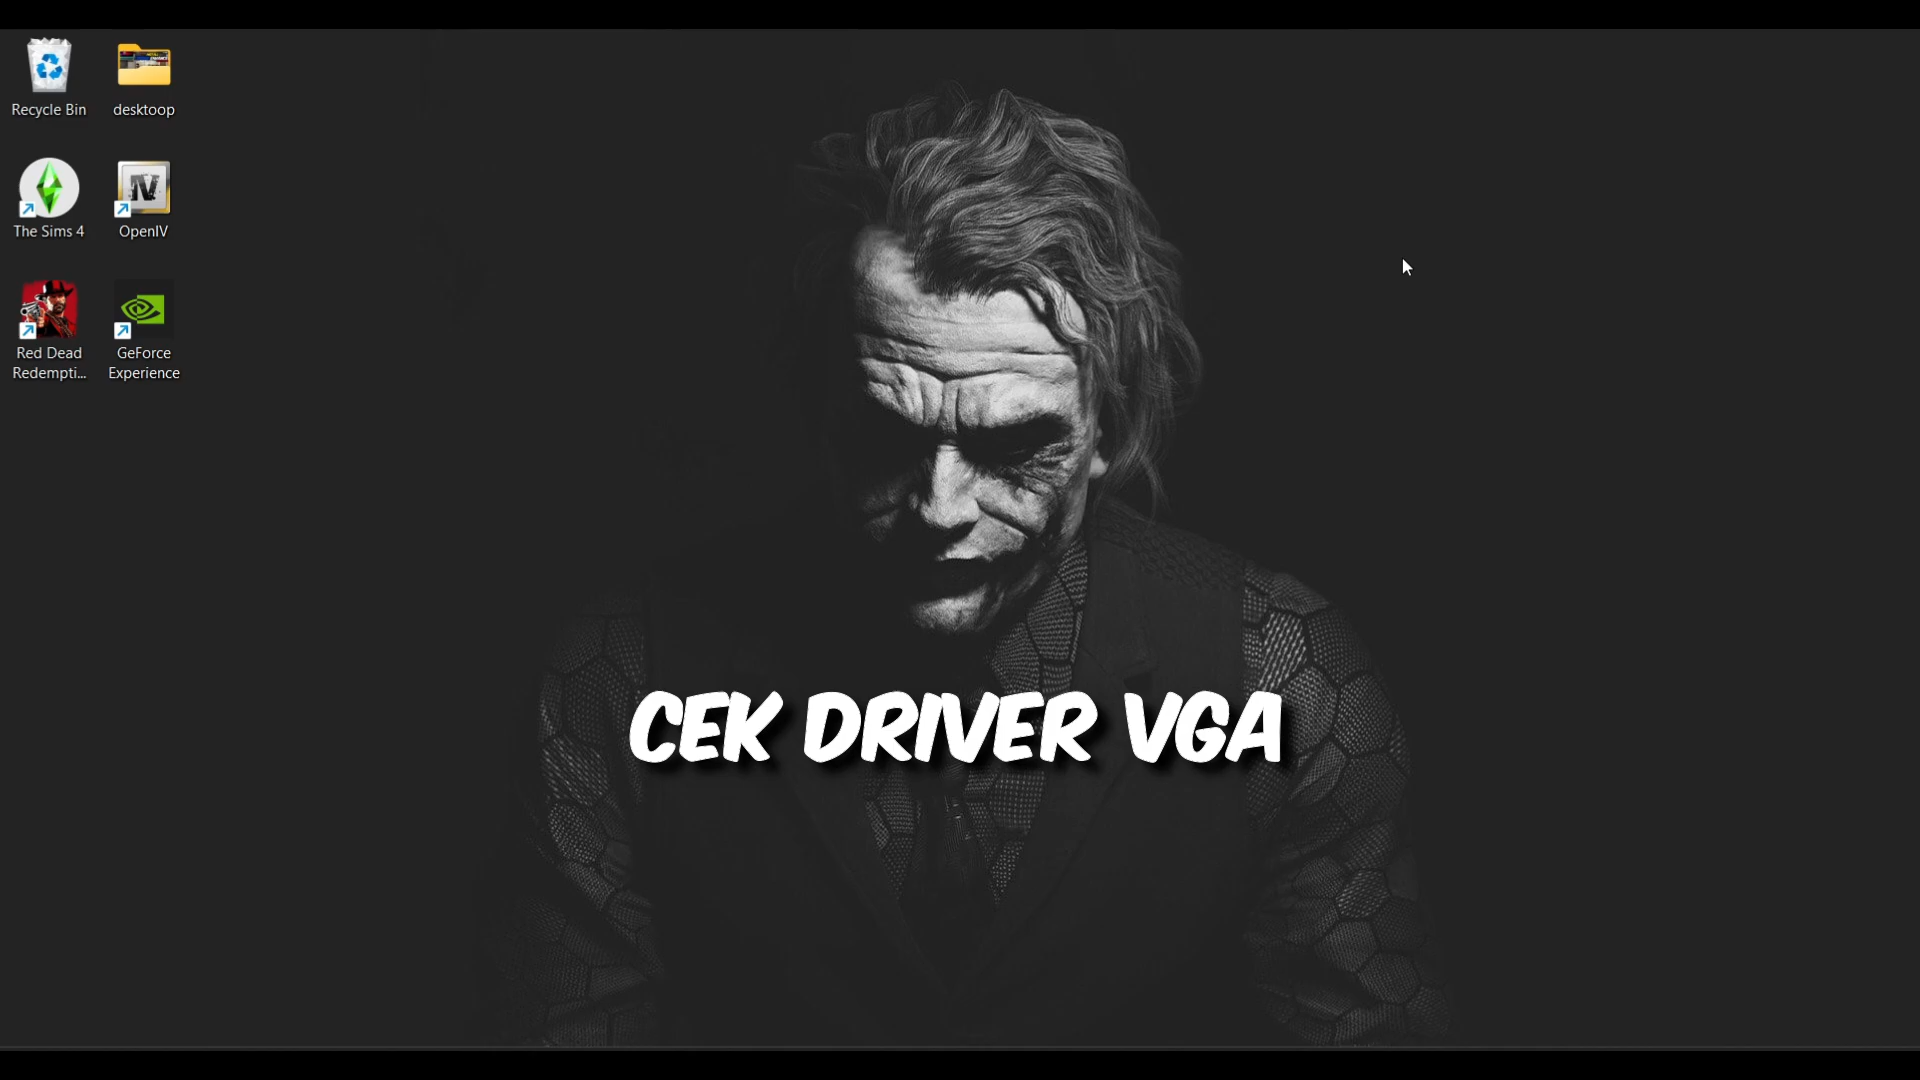 Recycle Bin
desktoop
The Sims 4
OpenIV
Red Dead
Redempti...
GeForce
Experience
CEK DRIVER VGA